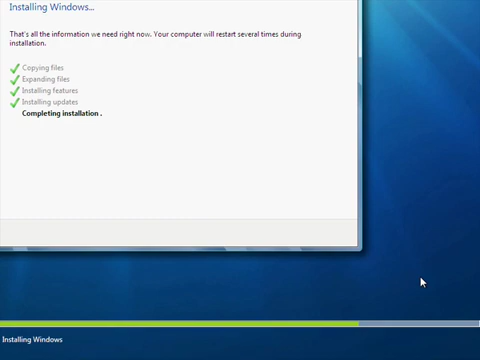 Installing Windows...
That's all the information we need right now. Your computer will restart several times during
installation.
Copying files
Expanding files
Installing features
Installing updates
Completing installation .
Installing Windows